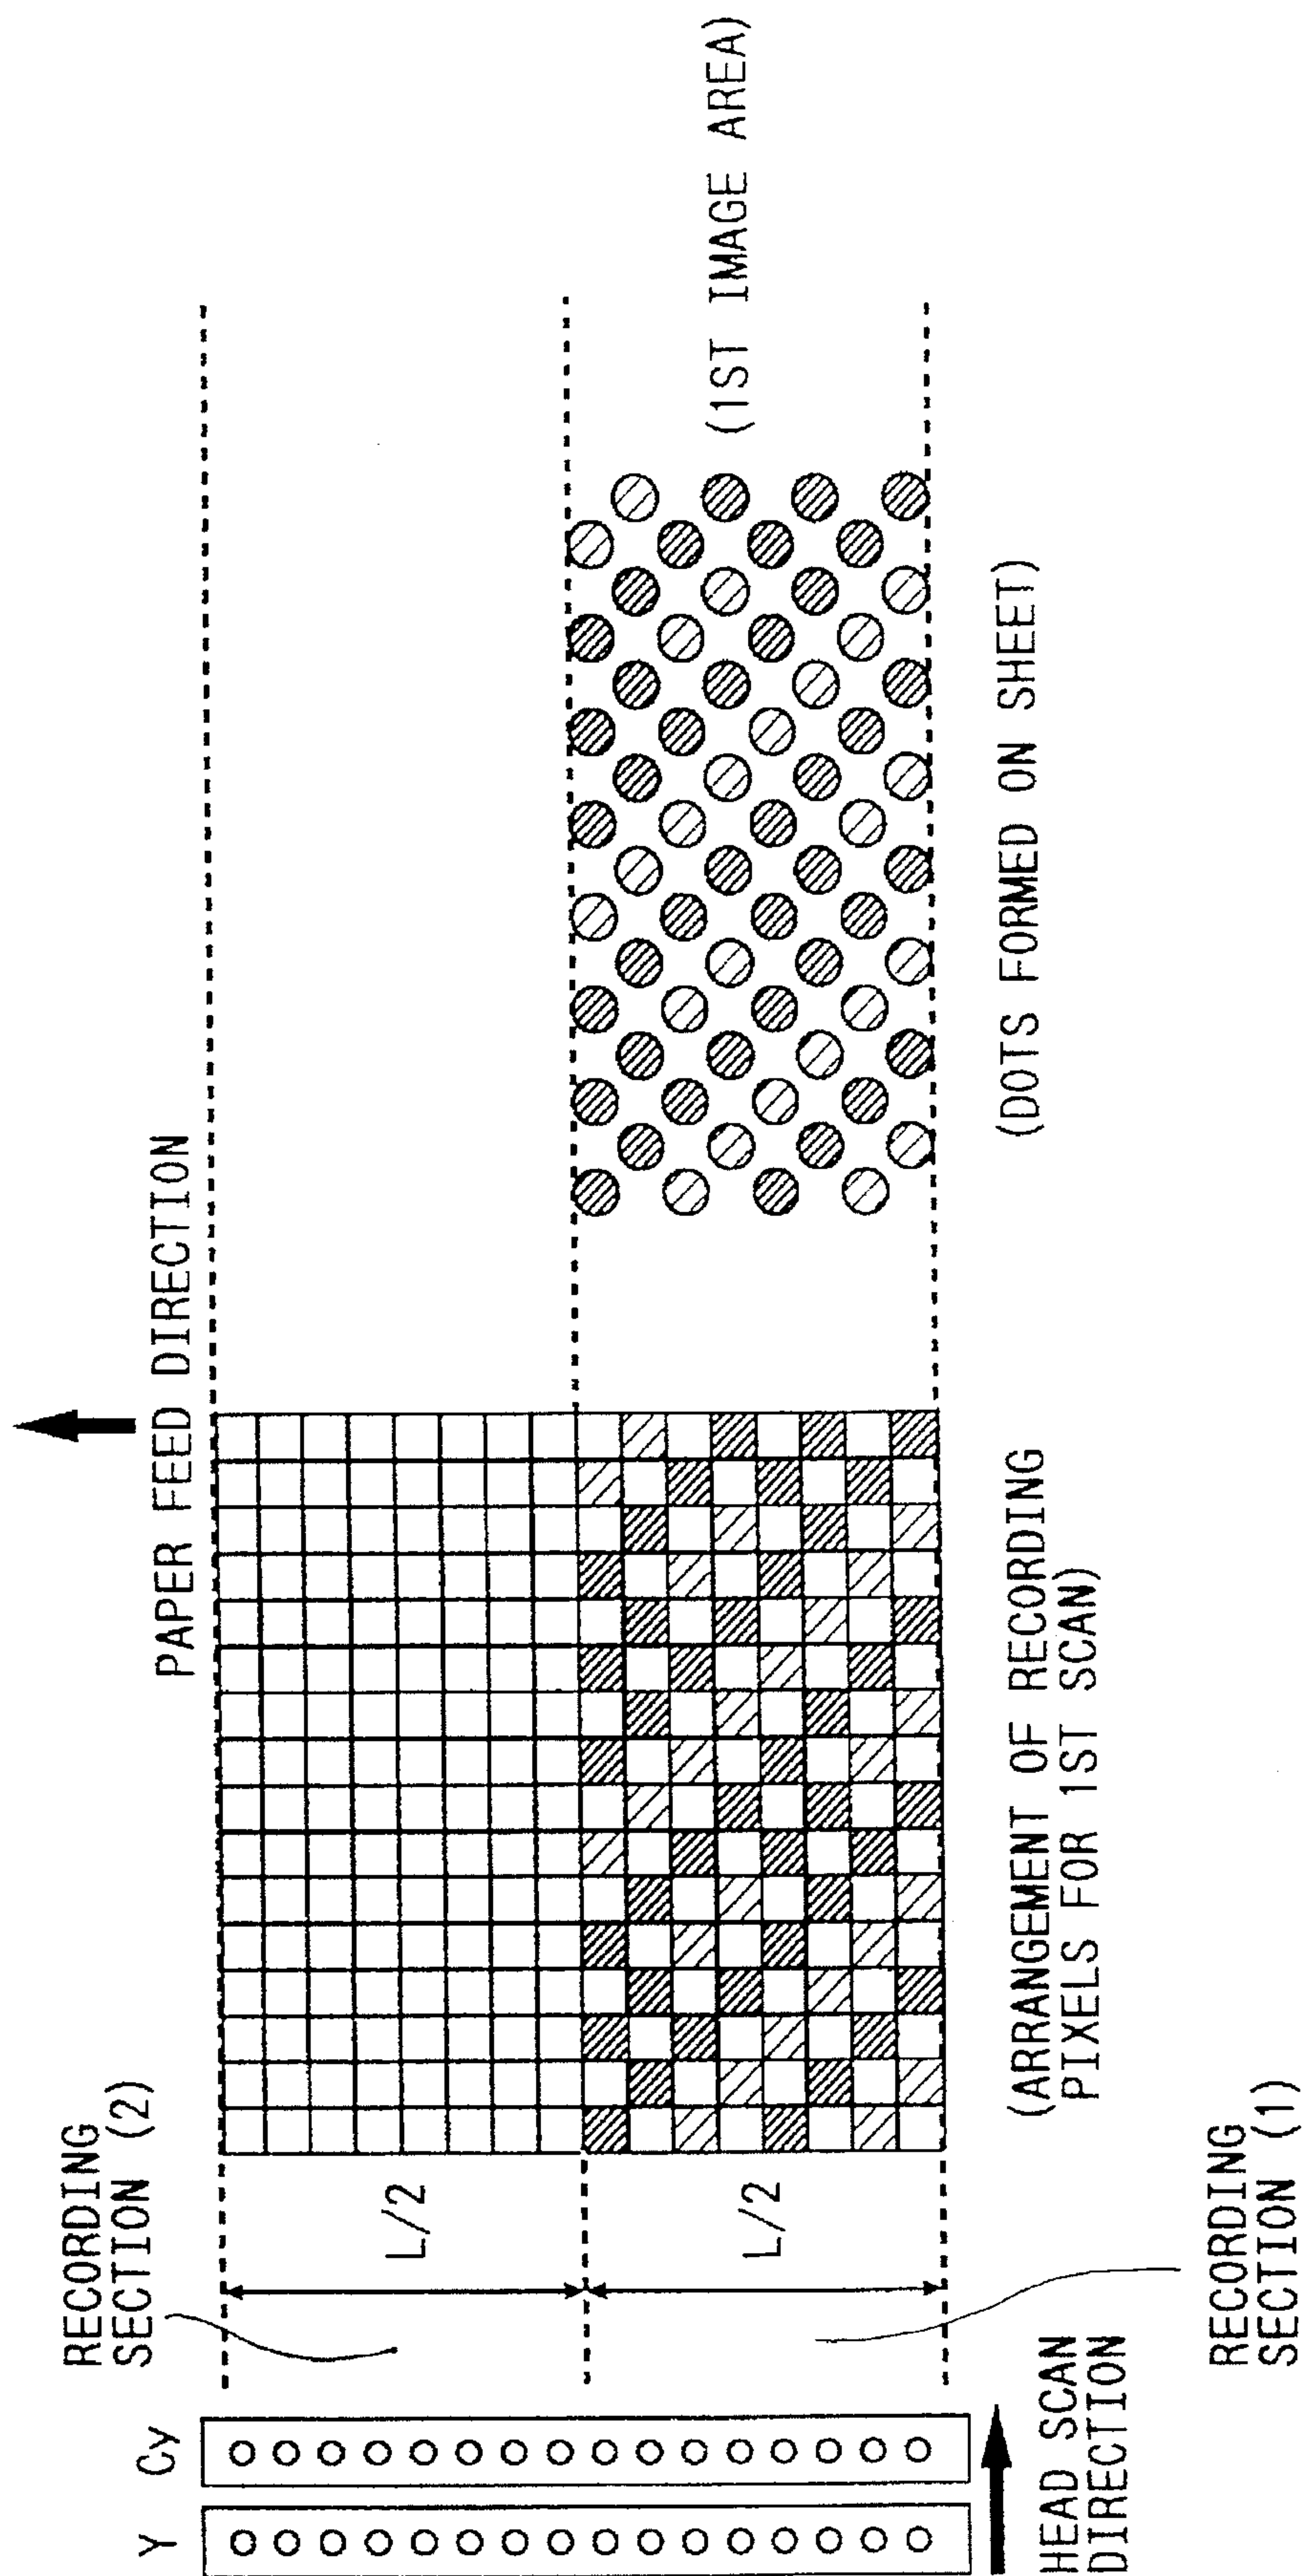 Y
Cy
RECORDING
SECTION (2)
PAPER FEED DIRECTION
L/2
L/2
(1ST IMAGE AREA)
HEAD SCAN
DIRECTION
RECORDING
SECTION (1)
(ARRANGEMENT OF RECORDING
PIXELS FOR 1ST SCAN)
(DOTS FORMED ON SHEET)